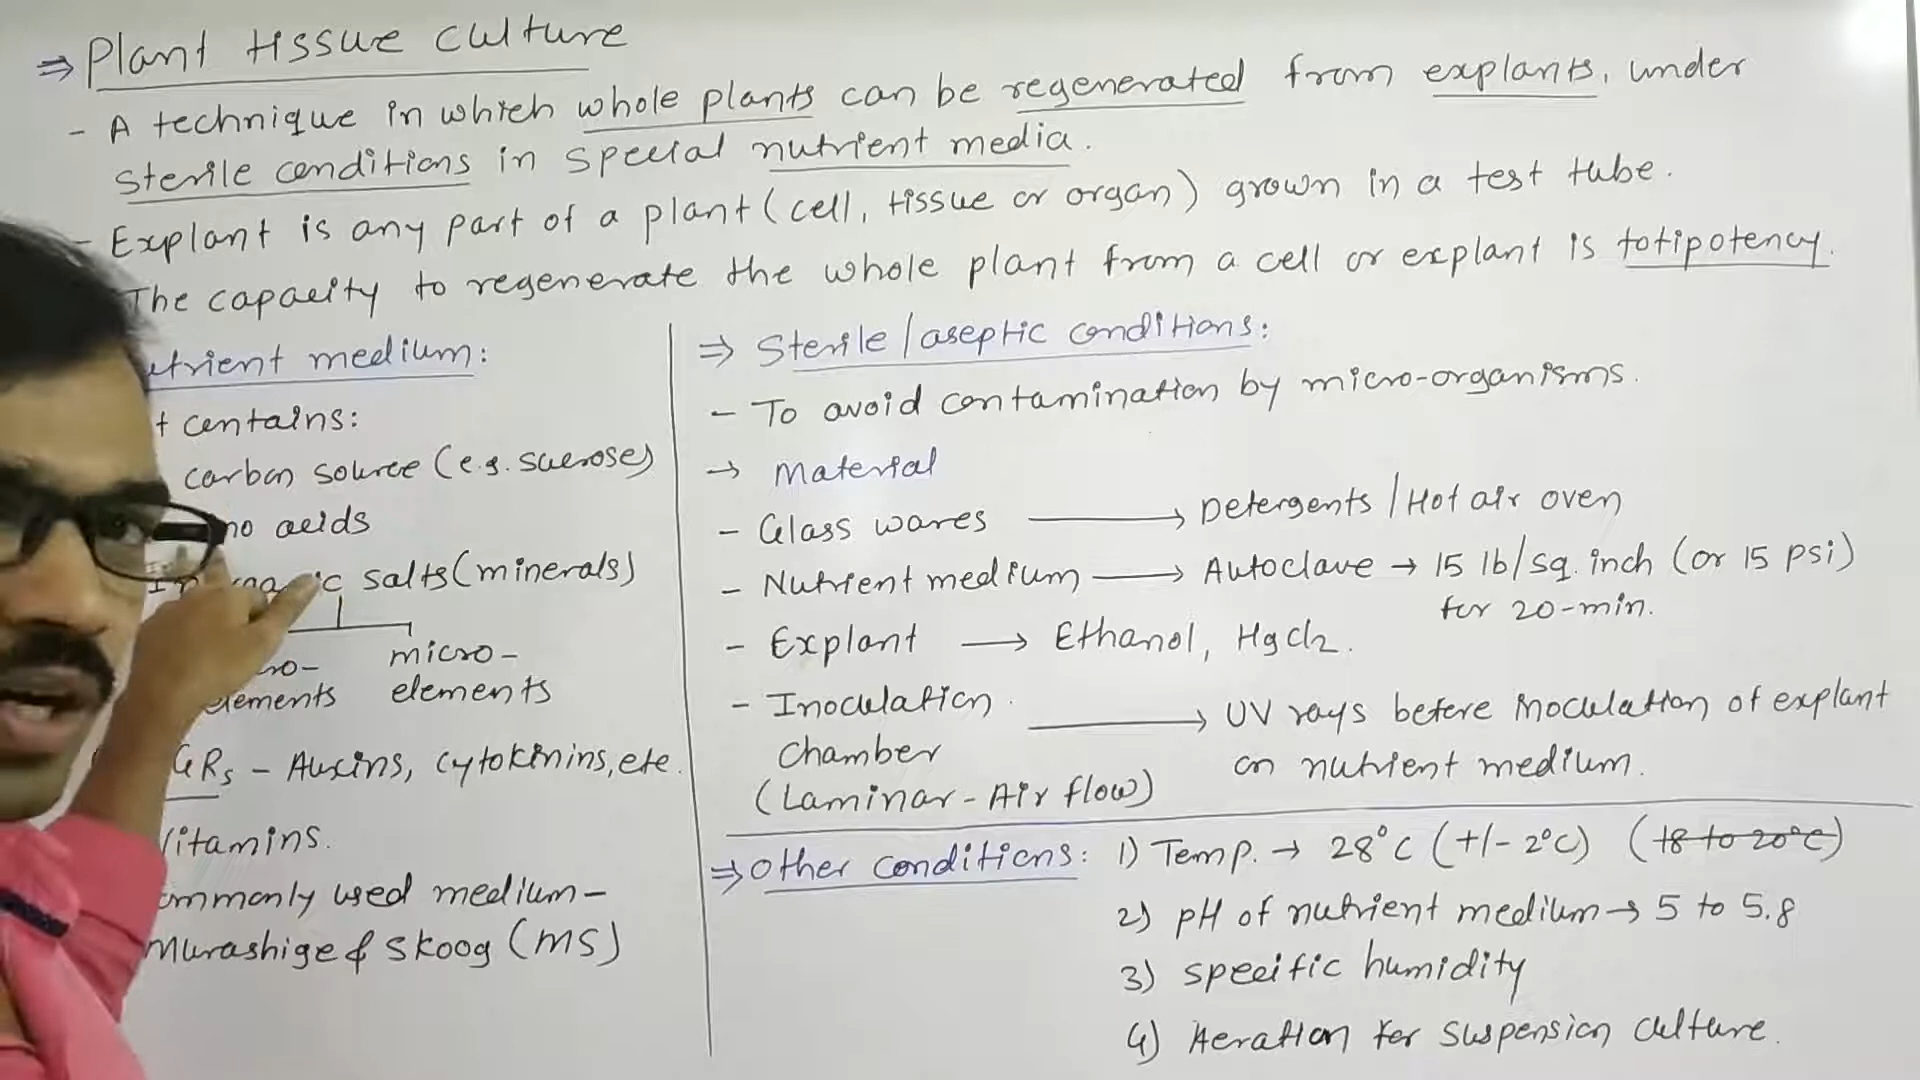 ⇒ Plant tissue culture
- A technique in which whole plants can be regenerated from explants, under
sterile conditions in special nutrient media.
- Explant is any part of a plant (cell, tissue or organ) grown in a test tube.
The capacity to regenerate the whole plant from a cell or explant is totipotency.
medium:
contains:
carbon source (e.g. sucrose)
acids
salts (minerals)
micro-
elements
- Auxins, cytokinins, etc.
Vitamins.
used medium-
Murashige & Skoog (MS)
⇒ Sterile/aseptic conditions:
- To avoid contamination by micro-organisms.
→ Material
- Glass wares → Detergents/Hot air oven
- Nutrient medium → Autoclave → 15 lb/sq. inch (or 15 psi)
for 20-min.
- Explant → Ethanol, HgCl2.
- Inoculation
chamber
(Laminar-Air flow)
→ UV rays before inoculation of explant
on nutrient medium.
⇒ Other conditions: 1) Temp. → 28°C (+/- 2°C) (18 to 20°C)
2) pH of nutrient medium → 5 to 5.8
3) specific humidity
4) Aeration for suspension culture.